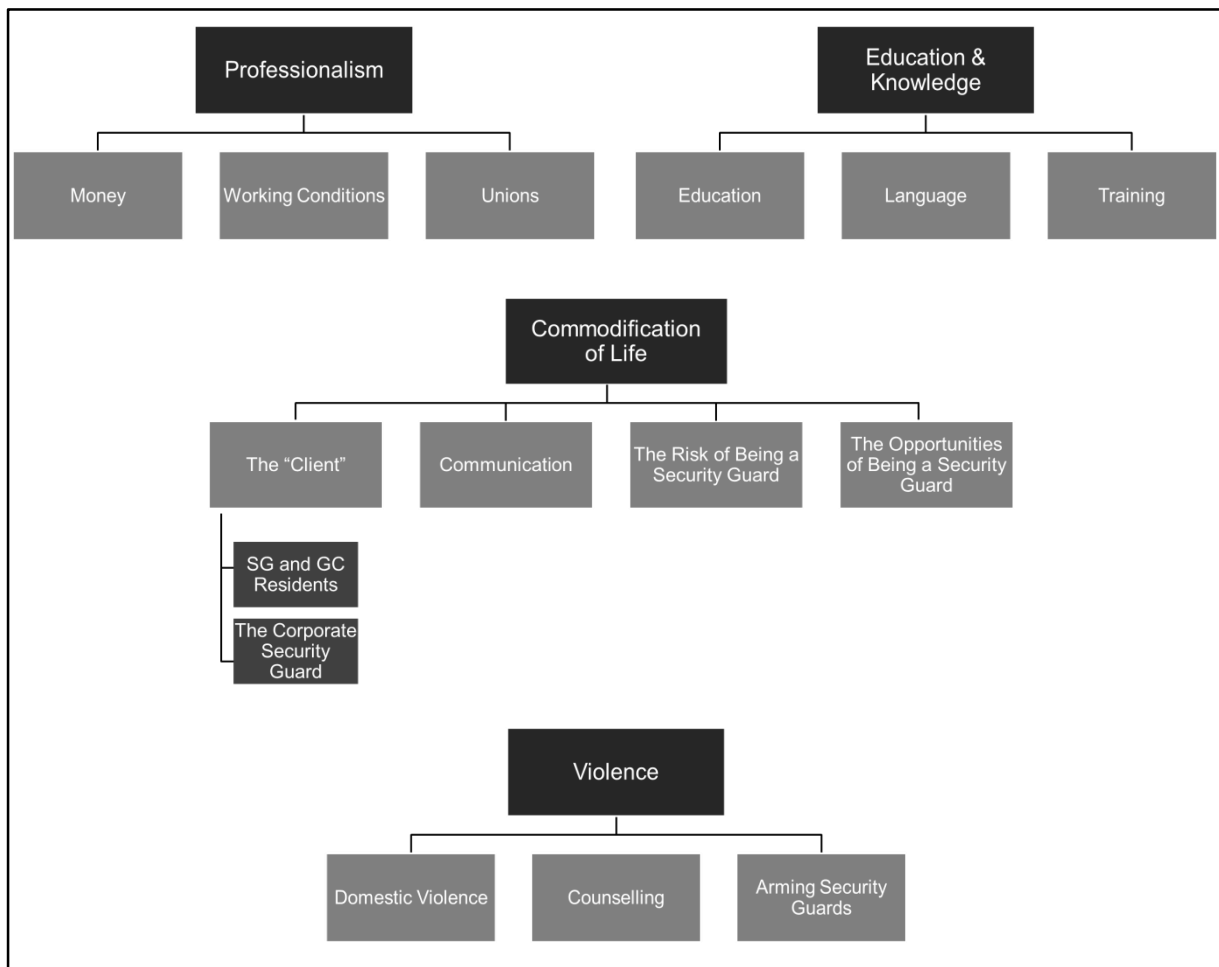 Professionalism
Money
Working Conditions
Unions
Education &
Knowledge
Education
Language
Training
Commodification
of Life
The “Client”
Communication
The Risk of Being a
Security Guard
The Opportunities
of Being a Security
Guard
SG and GC
Residents
The Corporate
Security
Guard
Violence
Domestic Violence
Counselling
Arming Security
Guards